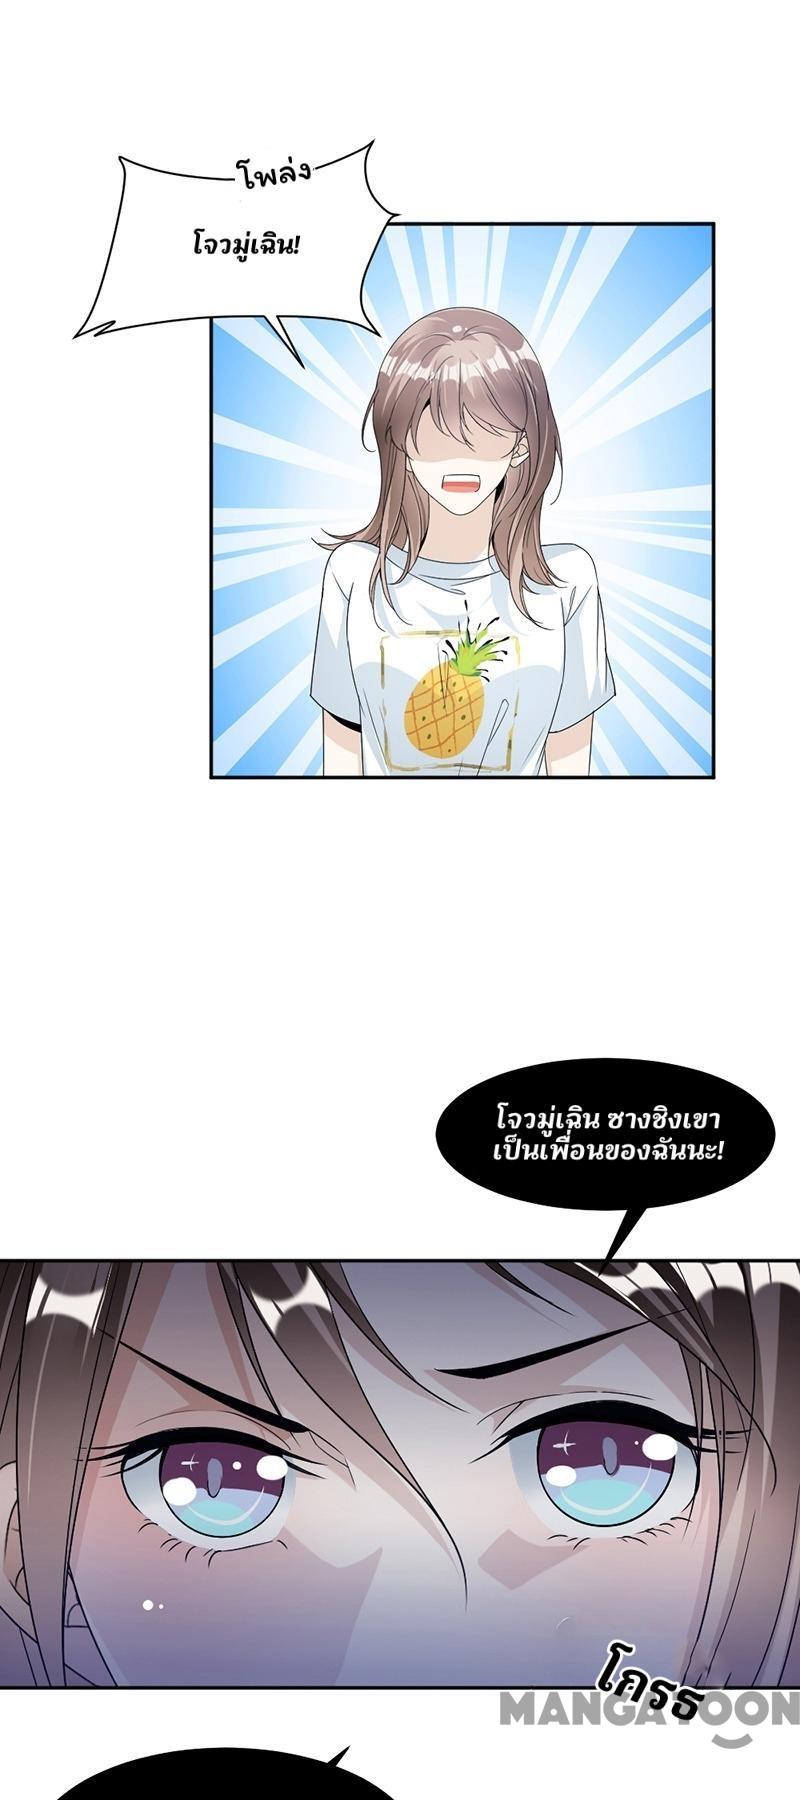 โพล่ง
โจวมู่เฉิน!
โจวมู่เฉิน ซางชิงเขา
เป็นเพื่อนของฉันนะ!
โกรธ
MANGATOON